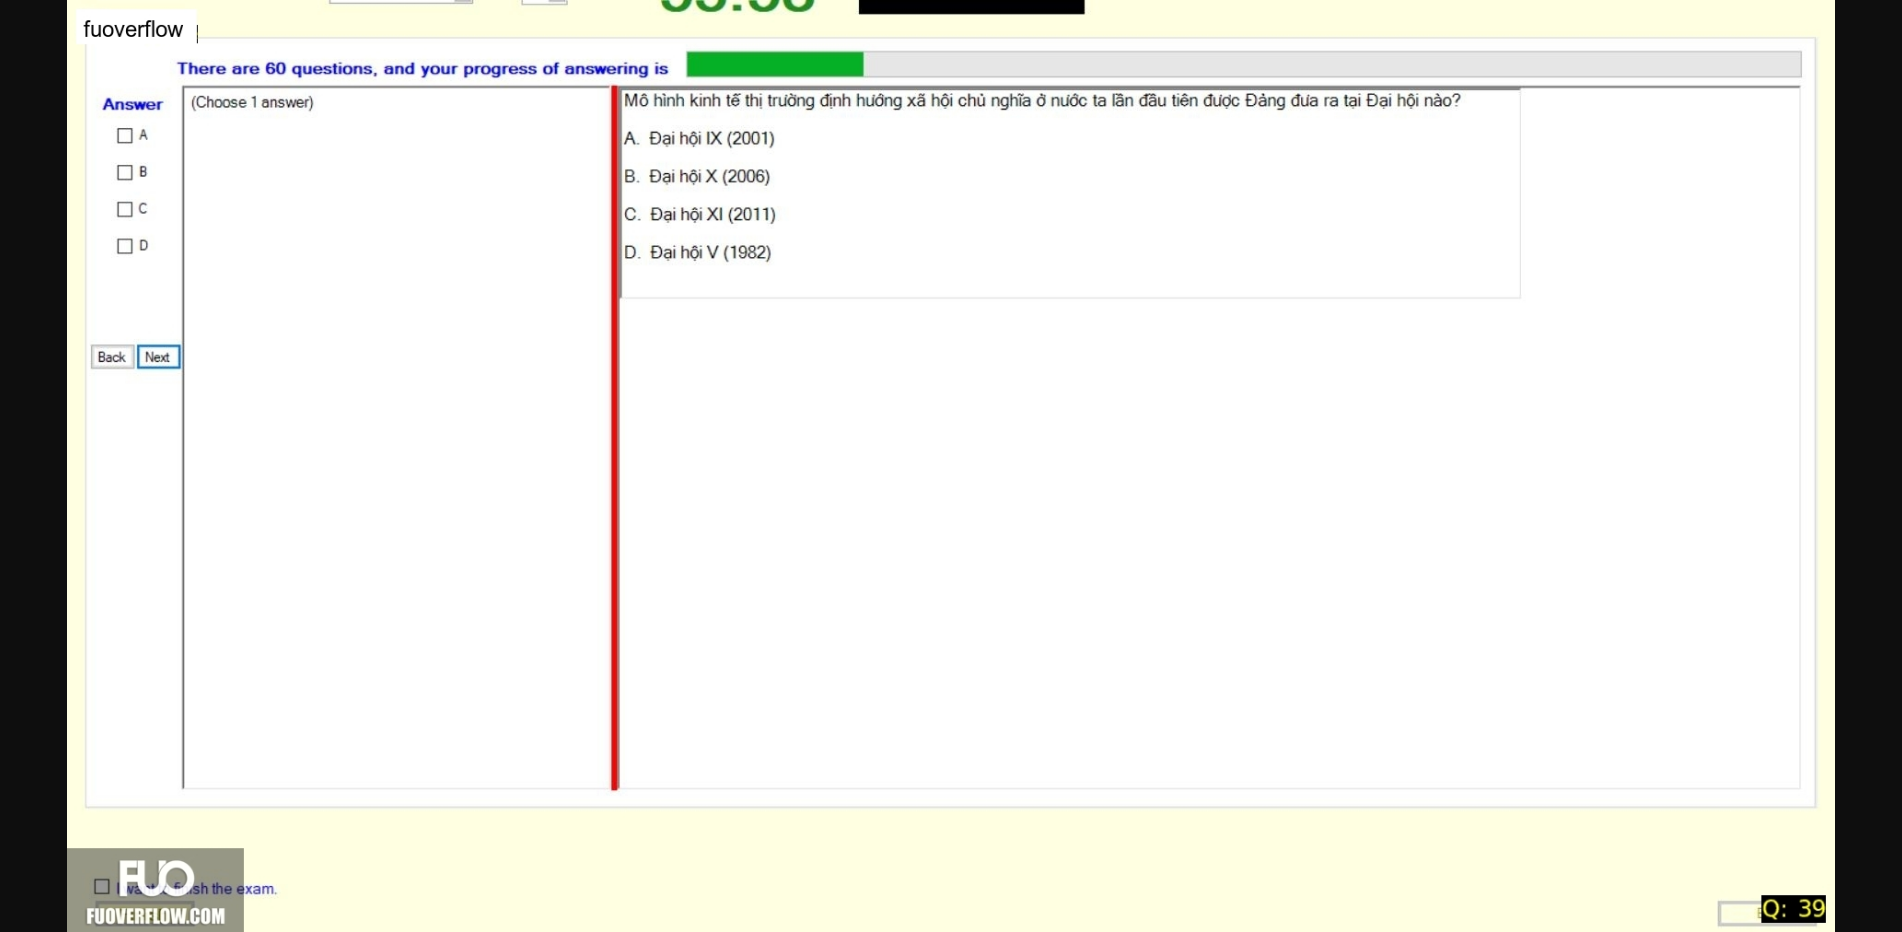 fuoverflow
There are 60 questions, and your progress of answering is
Answer
A
B
C
D
Back Next
(Choose 1 answer)
Mô hình kinh tế thị trường định hướng xã hội chủ nghĩa ở nước ta lần đầu tiên được Đảng đưa ra tại Đại hội nào?
A. Đại hội IX (2001)
B. Đại hội X (2006)
C. Đại hội XI (2011)
D. Đại hội V (1982)
sh the exam.
FUO
FUOVERFLOW.COM
Q: 39